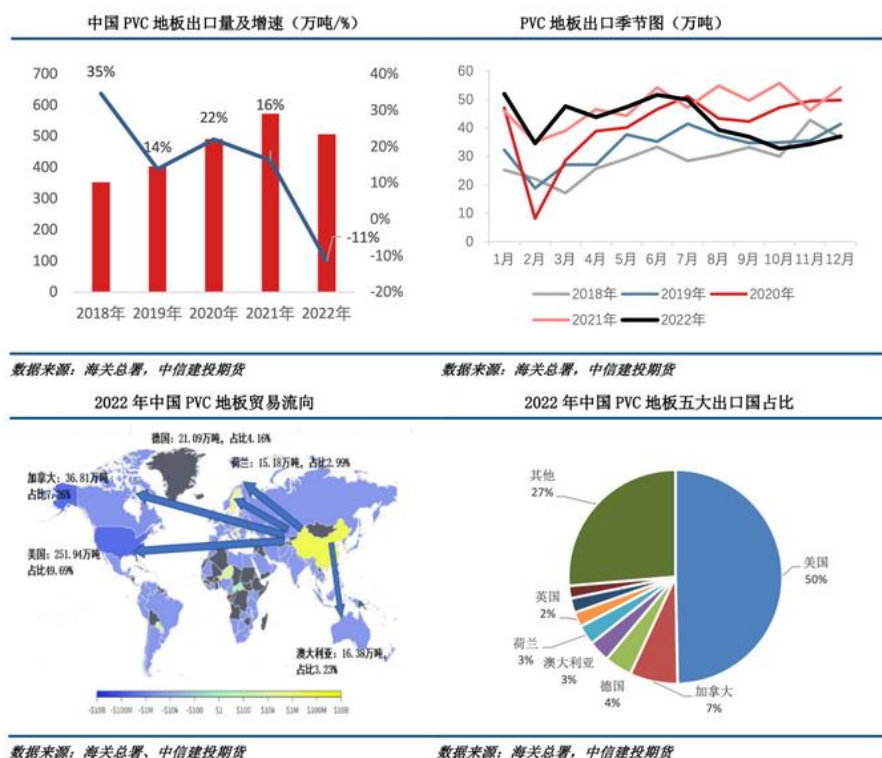 中国 PVC 地板出口量及增速（万吨/%）
PVC 地板出口季节图（万吨）
700
600
500
400
300
200
100
0
35%
14%
22%
16%
-11%
40%
30%
20%
10%
0%
-10%
-20%
2018年 2019年 2020年 2021年 2022年
60
50
40
30
20
10
0
1月 2月 3月 4月 5月 6月 7月 8月 9月 10月 11月 12月
2018年 2019年 2020年
2021年 2022年
数据来源：海关总署，中信建投期货
数据来源：海关总署，中信建投期货
2022 年中国 PVC 地板贸易流向
2022 年中国 PVC 地板五大出口国占比
德国：21.09万吨，占比4.16%
荷兰：15.18万吨，占比2.99%
加拿大：36.81万吨
占比7.26%
美国：251.94万吨
占比49.69%
澳大利亚：16.38万吨，
占比3.23%
-$10B -$100M -$1M -$10k -$100 $1 $100 $10k $1M $100M $10B
其他
27%
美国
50%
英国
2%
荷兰
3%
澳大利亚
3%
德国
4%
加拿大
7%
数据来源：海关总署、中信建投期货
数据来源：海关总署，中信建投期货